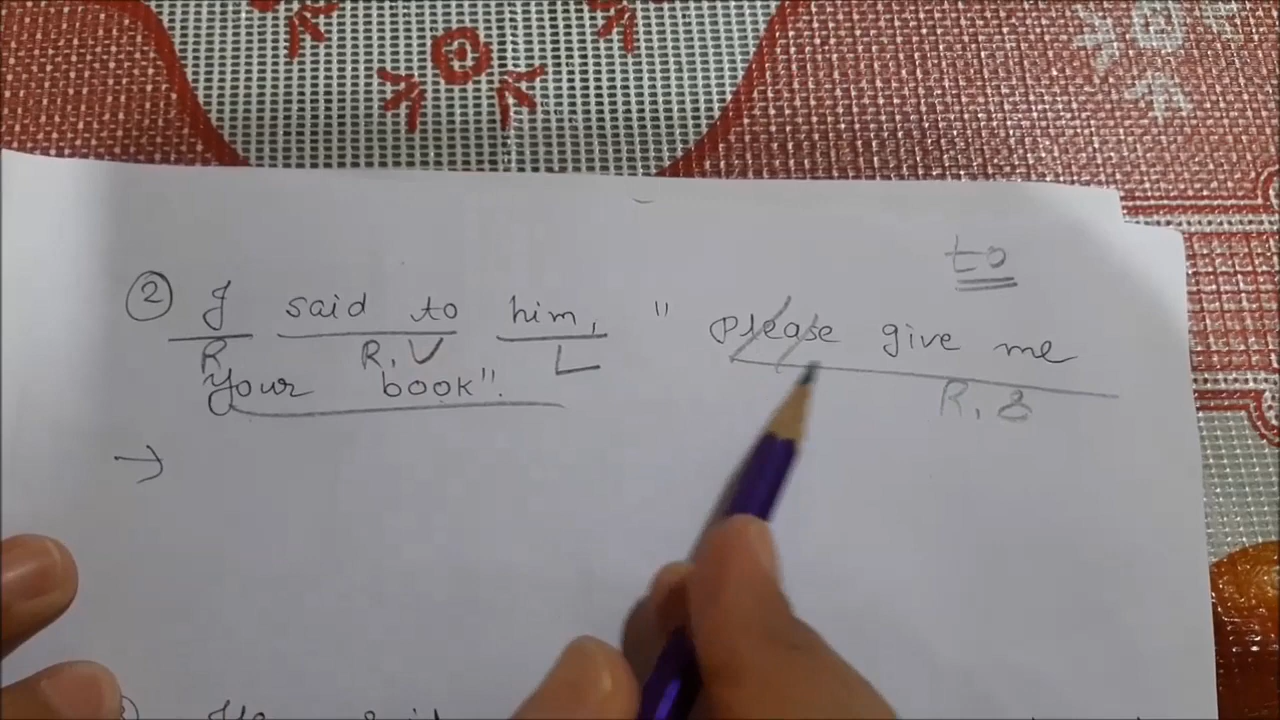 to
② I said to him, " please give me
R R.V L R.S
your book".
→